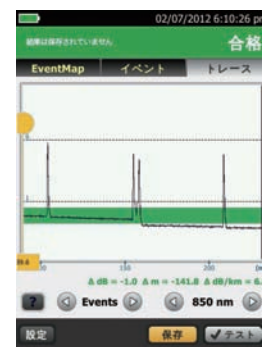 02/07/2012 6:10:26 pm
結果は保存されていません
合格
EventMap イベント トレース
150 200
Δ dB = -1.0 Δ m = -141.8 Δ dB/km = 6.
? Events 850 nm
設定 保存 ✓テスト